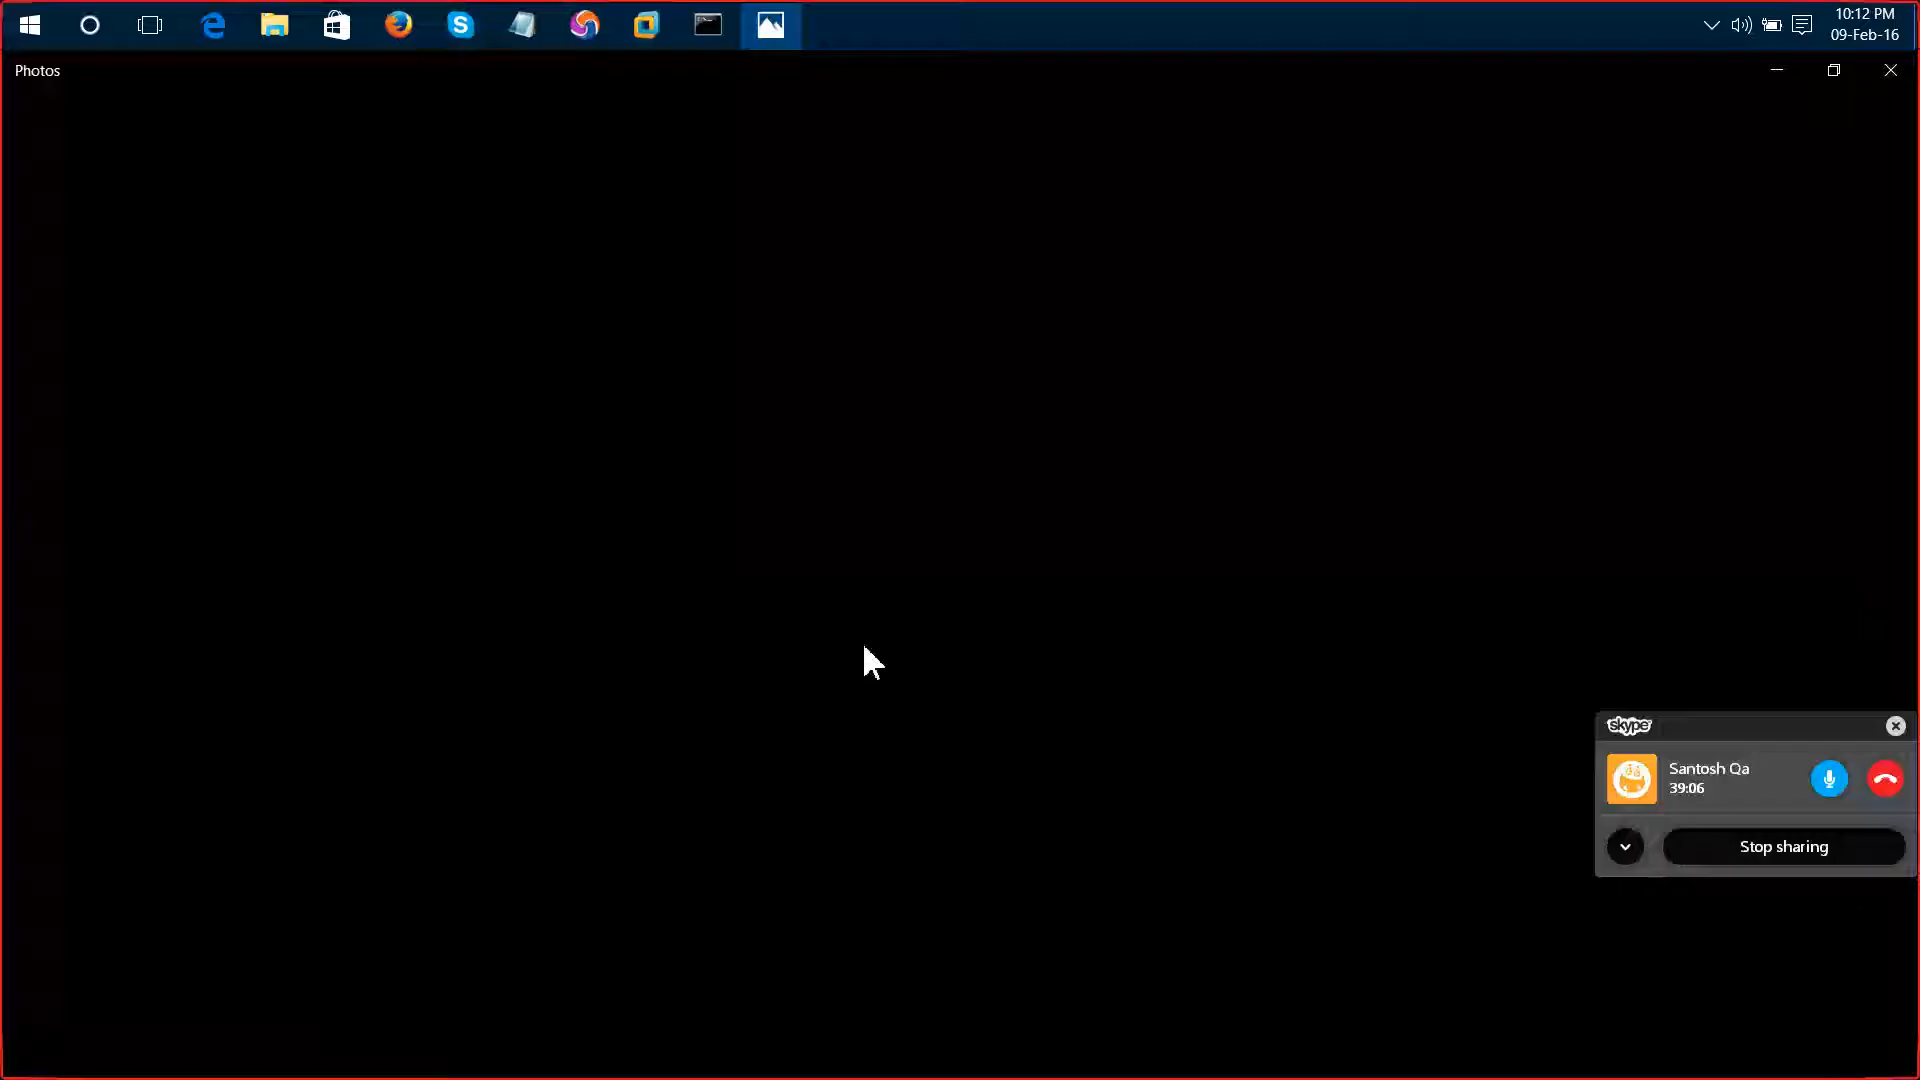 10:12 PM
09-Feb-16
Photos
skype
Santosh Qa
39:06
Stop sharing